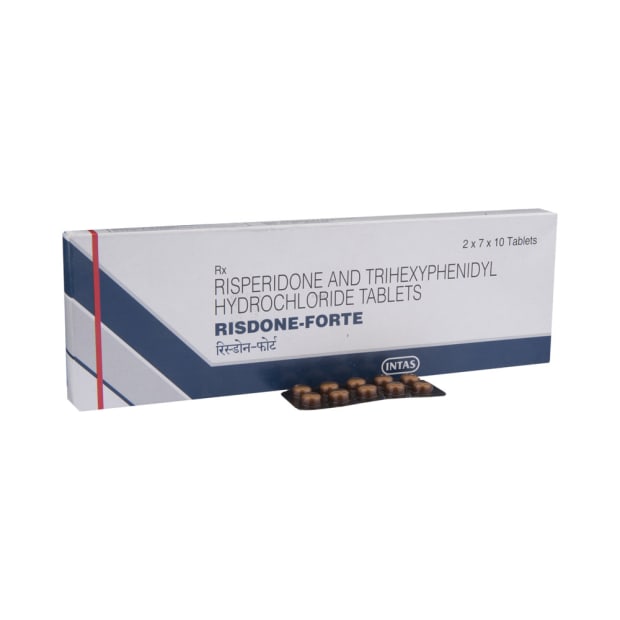 2 x 7 x 10 Tablets
Rx
RISPERIDONE AND TRIHEXYPHENIDYL
HYDROCHLORIDE TABLETS
RISDONE-FORTE
रिस्डोन-फोर्ट
INTAS